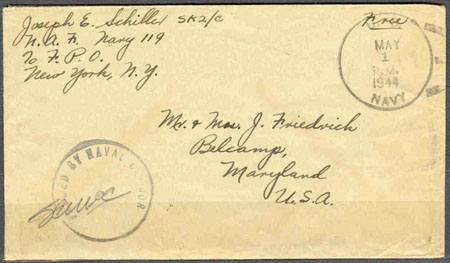 Joseph E. Schiller SK2/C
N.A.F. Navy 119
To F.P.O.
New York, N.Y.
Free
MAY
1
P.M.
1944
NAVY
Mr. & Mrs. J. Friedrich
Belcamp,
Maryland
U.S.A.
BY NAVAL